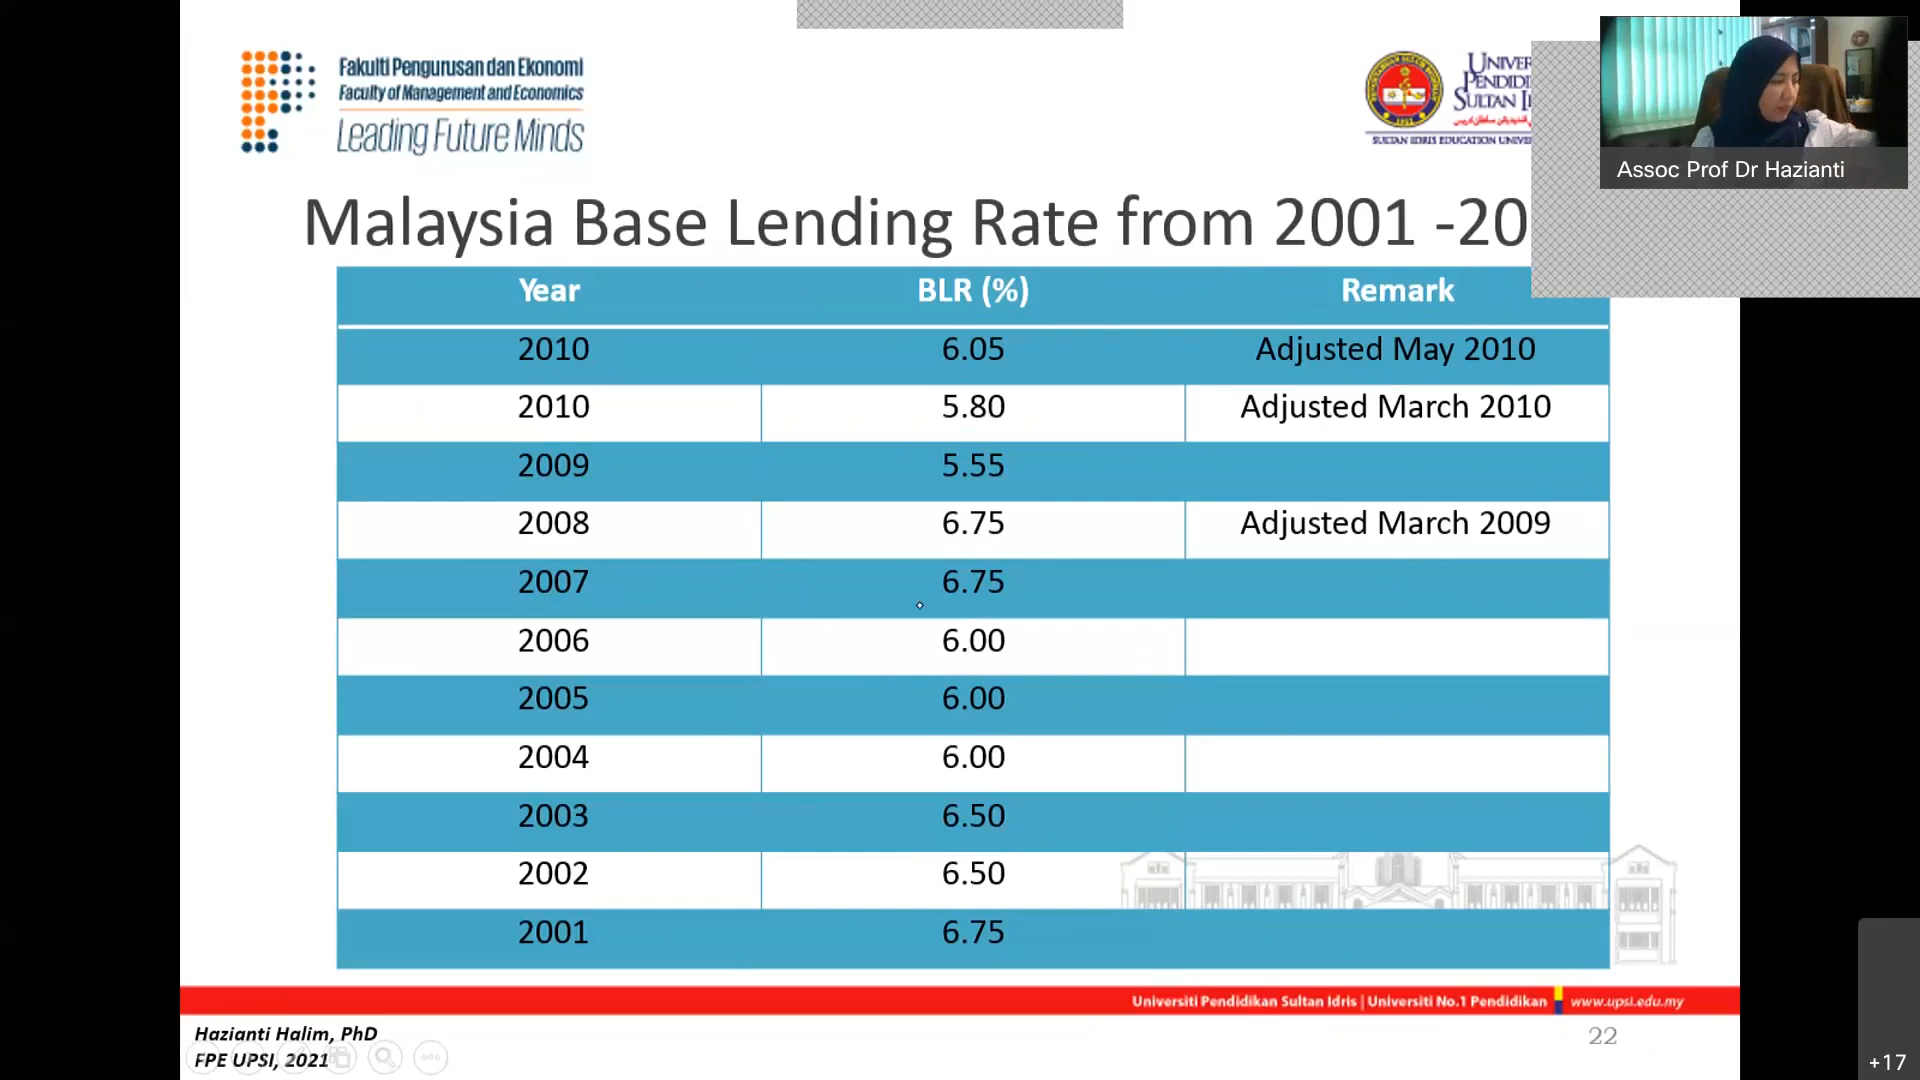 Fakulti Pengurusan dan Ekonomi
Faculty of Management and Economics
Leading Future Minds
SULTAN
SULTAN IDRIS EDUCATION
Assoc Prof Dr Hazianti
Malaysia Base Lending Rate from 2001 -20
Year BLR (%) Remark
2010 6.05 Adjusted May 2010
2010 5.80 Adjusted March 2010
2009 5.55
2008 6.75 Adjusted March 2009
2007 6.75
2006 6.00
2005 6.00
2004 6.00
2003 6.50
2002 6.50
2001 6.75
Universiti Pendidikan Sultan Idris | Universiti No.1 Pendidikan www.upsi.edu.my
Hazianti Halim, PhD
FPE UPSI, 2021
22
+17